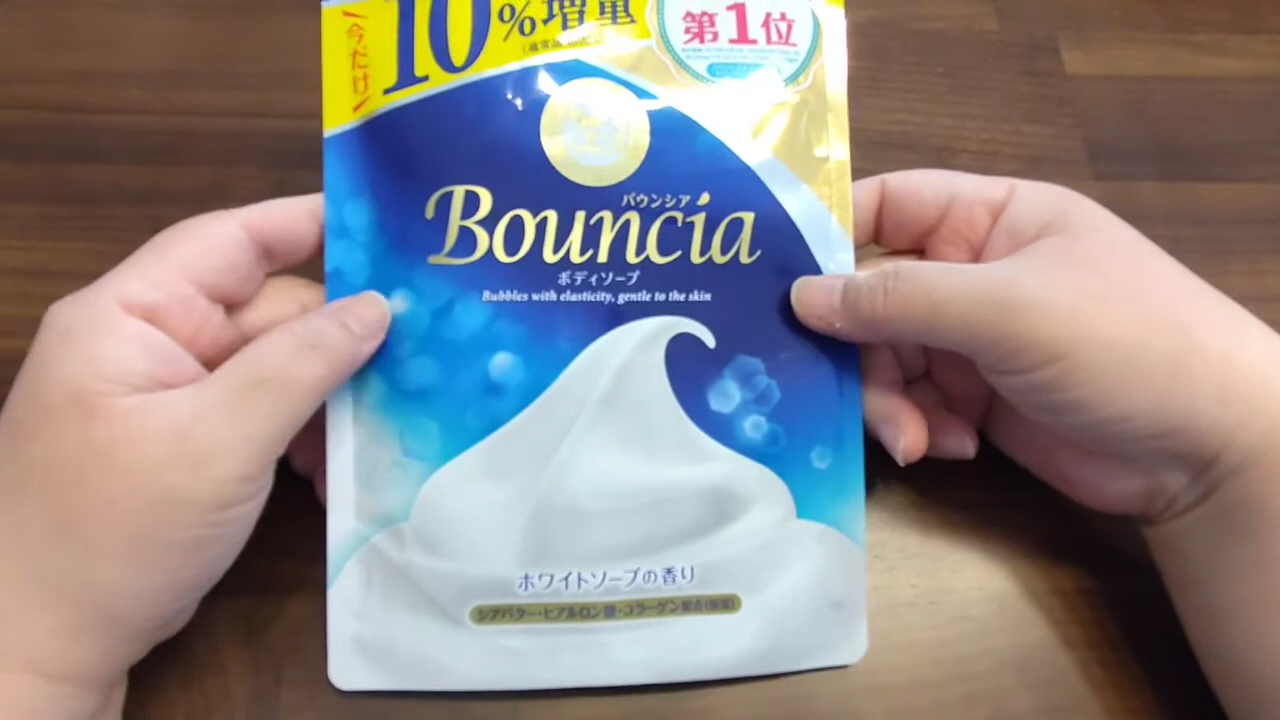 今だけ
10%増量
第1位
バウンシア
Bouncia
ボディソープ
Bubbles with elasticity, gentle to the skin
ホワイトソープの香り
シアバター・ヒアルロン酸・コラーゲン配合(保湿)